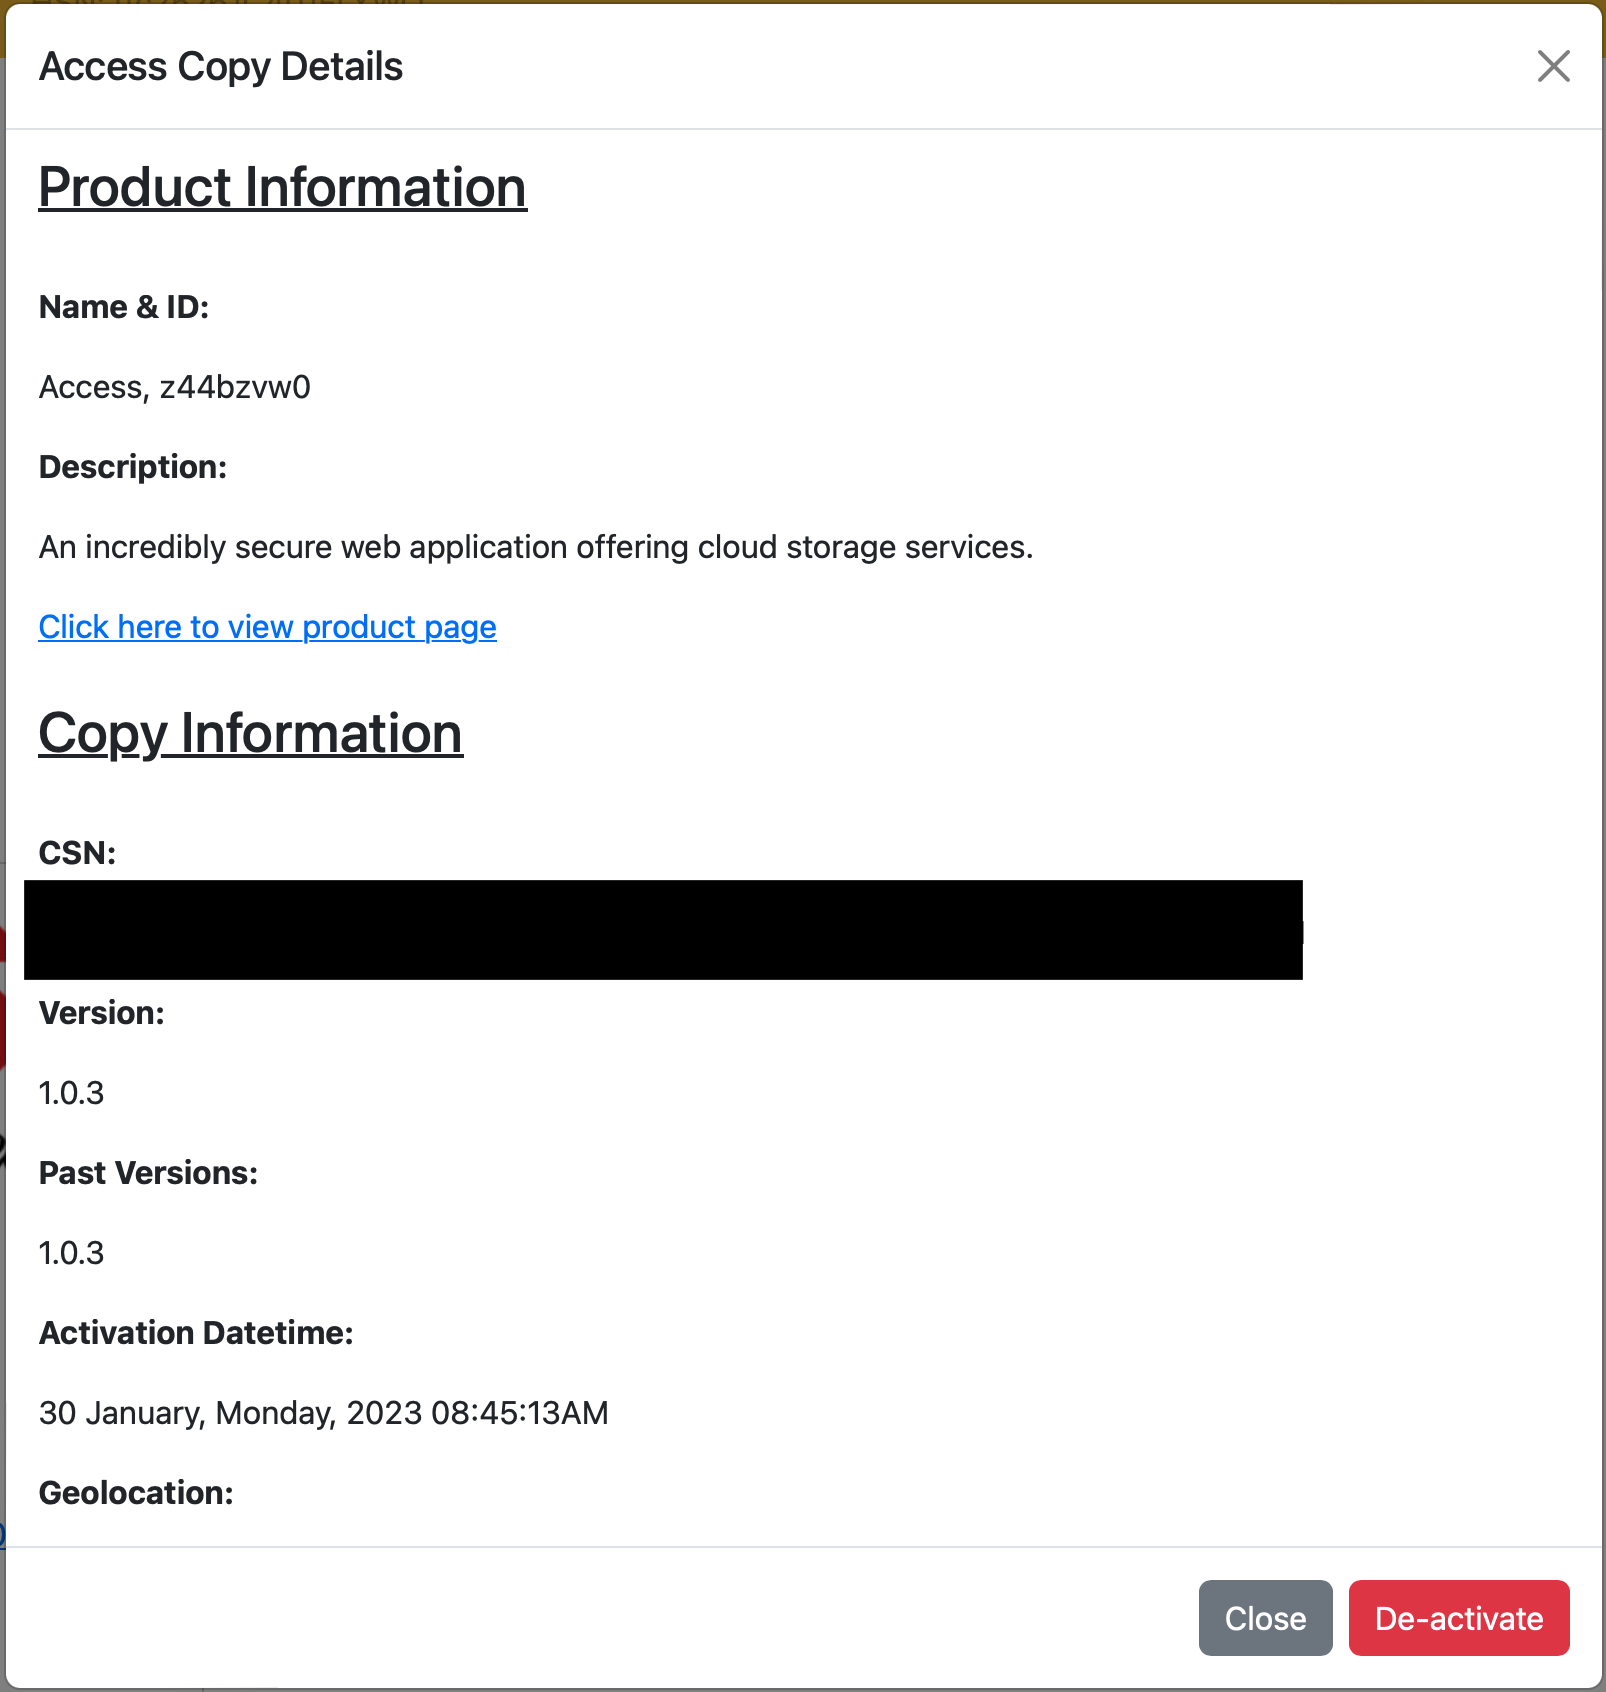 Access Copy Details
Product Information
Name & ID:
Access, z44bzvw0
Description:
An incredibly secure web application offering cloud storage services.
Click here to view product page
Copy Information
CSN:
Version:
1.0.3
Past Versions:
1.0.3
Activation Datetime:
30 January, Monday, 2023 08:45:13AM
Geolocation:
Close
De-activate